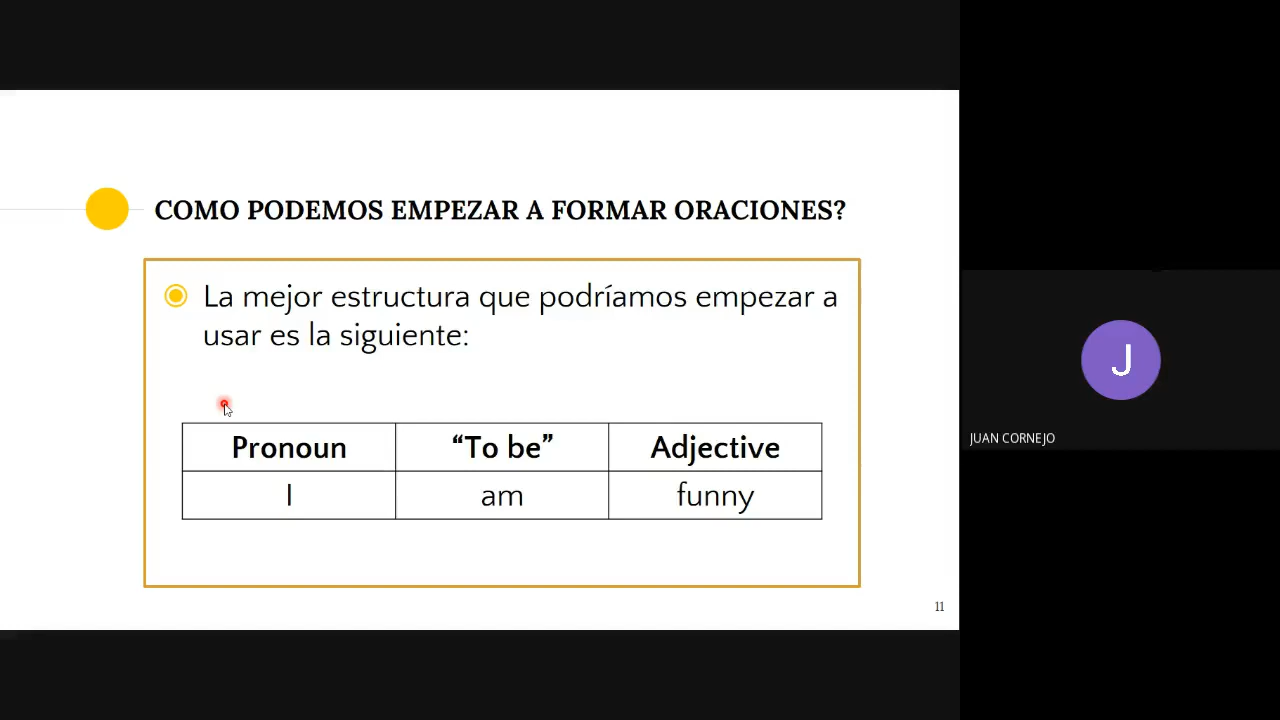 COMO PODEMOS EMPEZAR A FORMAR ORACIONES?
La mejor estructura que podríamos empezar a
usar es la siguiente:
Pronoun “To be” Adjective
I am funny
11
J
JUAN CORNEJO